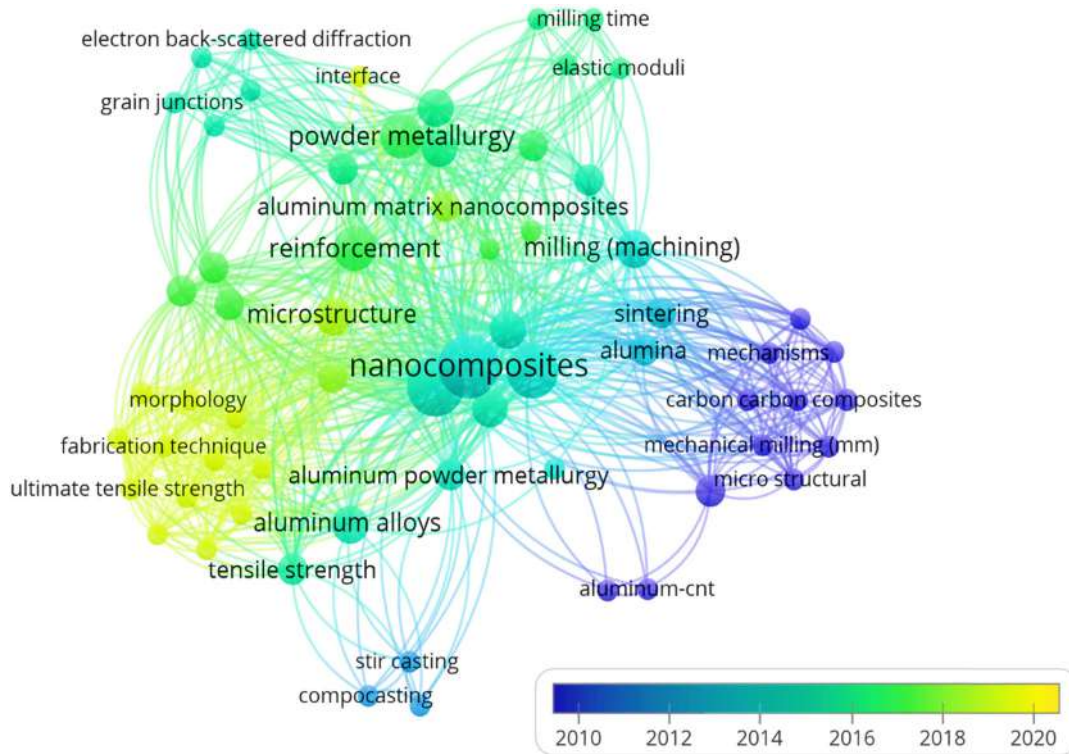 milling time
electron back-scattered diffraction
elastic moduli
interface
grain junctions
powder metallurgy
aluminum matrix nanocomposites
reinforcement
milling (machining)
microstructure
sintering
nanocomposites
alumina
mechanisms
morphology
carbon carbon composites
fabrication technique
mechanical milling (mm)
aluminum powder metallurgy
micro structural
ultimate tensile strength
aluminum alloys
tensile strength
aluminum-cnt
stir casting
compocasting
2010 2012 2014 2016 2018 2020